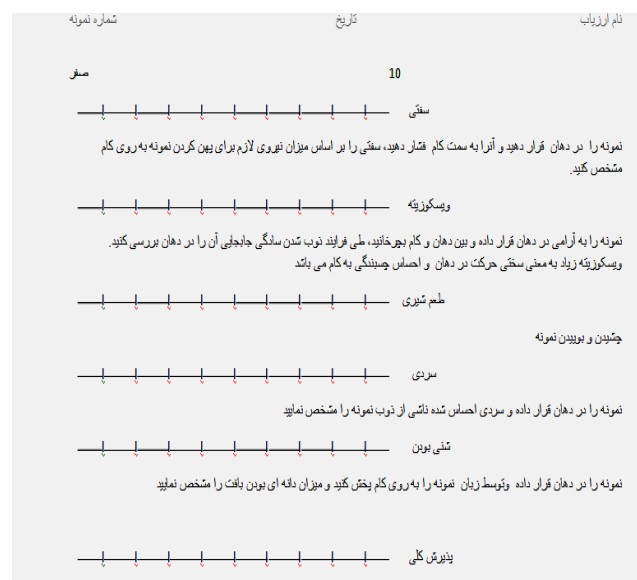 نام ارزیاب تاریخ شماره نمونه
10 صفر
سفتی
نمونه را در دهان قرار دهید و آنرا به سمت کام فشار دهید، سفتی را بر اساس میزان نیروی لازم برای پهن کردن نمونه به روی کام
مشخص کنید.
ویسکوزیته
نمونه را به آرامی در دهان قرار داده و بین دهان و کام بچرخانید، طی فرایند ذوب شدن سادگی جابجایی آن را در دهان بررسی کنید.
ویسکوزیته زیاد به معنی سختی حرکت در دهان و احساس چسبندگی به کام می باشد
طعم شیری
چشیدن و بوییدن نمونه
سردی
نمونه را در دهان قرار داده و سردی احساس شده ناشی از ذوب نمونه را مشخص نمایید
شنی بودن
نمونه را در دهان قرار داده وتوسط زبان نمونه را به روی کام پخش کنید و میزان دانه ای بودن بافت را مشخص نمایید
پذیرش کلی